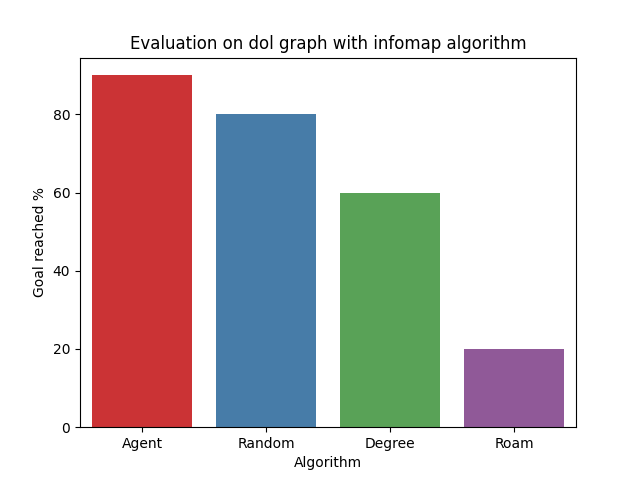 Evaluation on dol graph with infomap algorithm
Goal reached %
80
60
40
20
0
Agent Random Degree Roam
Algorithm